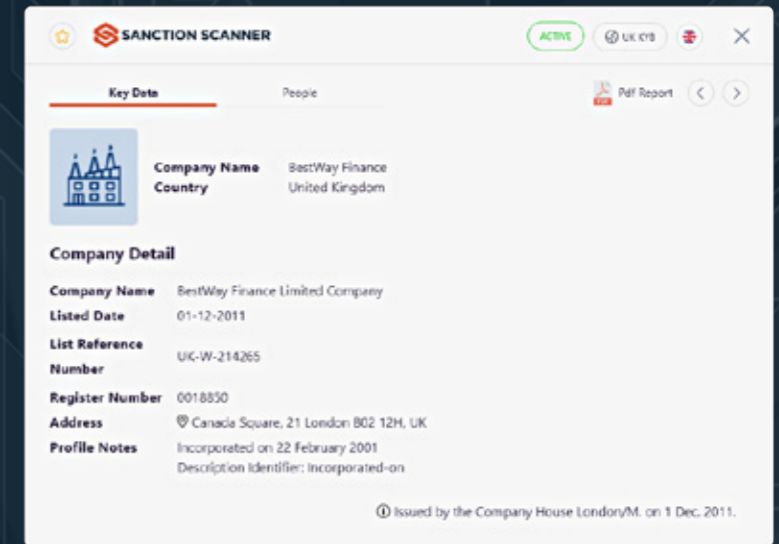 SANCTION SCANNER
ACTIVE
UK KYB
Key Data
People
Pdf Report
Company Name BestWay Finance
Country United Kingdom
Company Detail
Company Name BestWay Finance Limited Company
Listed Date 01-12-2011
List Reference
Number
UK-W-214265
Register Number 0018850
Address Canada Square, 21 London B02 12H, UK
Profile Notes Incorporated on 22 February 2001
Description Identifier: Incorporated-on
Issued by the Company House London/M. on 1 Dec. 2011.